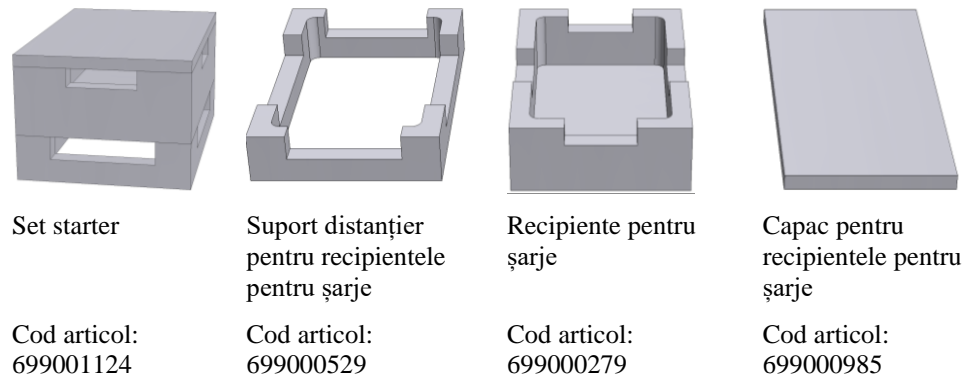 Set starter
Suport distanțier
pentru recipientele
pentru șarje
Recipiente pentru
șarje
Capac pentru
recipientele pentru
șarje
Cod articol:
699001124
Cod articol:
699000529
Cod articol:
699000279
Cod articol:
699000985